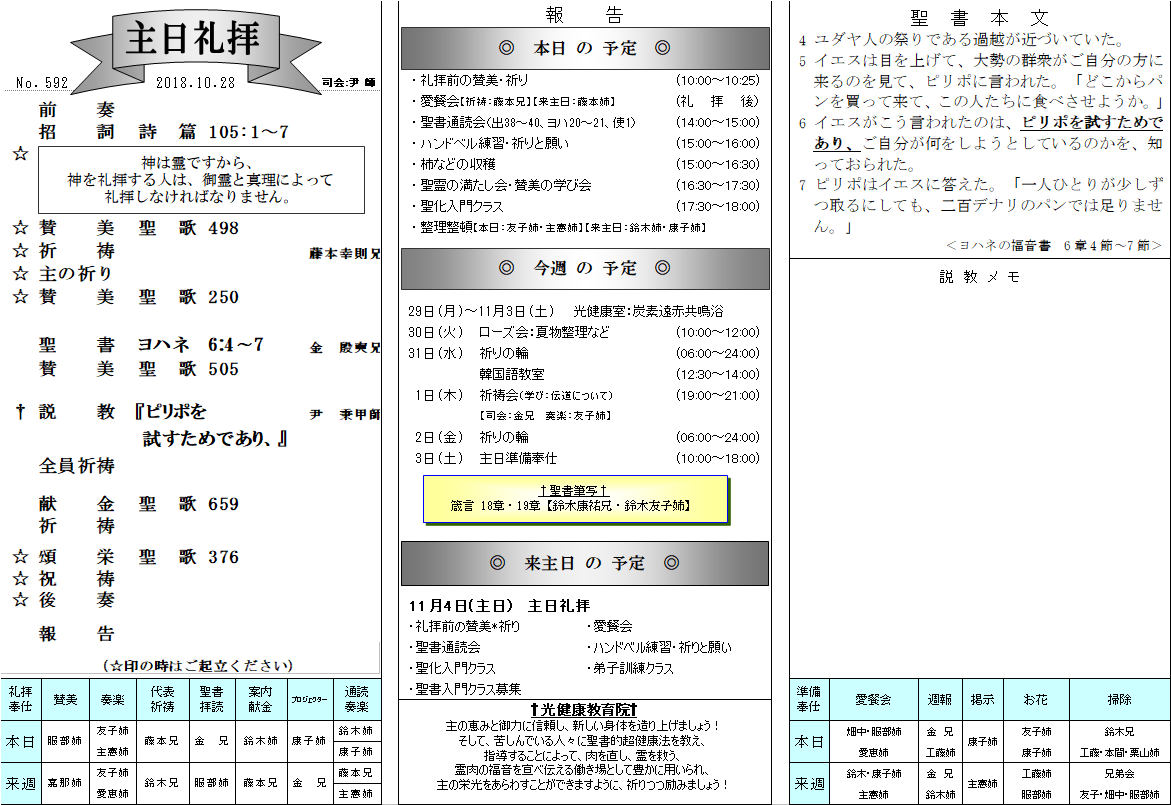 主日礼拝
No. 592 2018.10.28 司会:尹 師
前 奏
招 詞 詩 篇 105:1～7
☆
神は霊ですから、
神を礼拝する人は、御霊と真理によって
礼拝しなければなりません。
☆ 賛 美 聖 歌 498
☆ 祈 祷 藤本幸則兄
☆ 主の祈り
☆ 賛 美 聖 歌 250
聖 書 ヨハネ 6:4～7 金 殷奭兄
賛 美 聖 歌 505
† 説 教 『ピリポを 尹 秉甲師
試すためであり、』
全員祈祷
献 金 聖 歌 659
祈 祷
☆ 頌 栄 聖 歌 376
☆ 祝 祷
☆ 後 奏
報 告
(☆印の時はご起立ください)
礼拝奉仕 賛美 奏楽 代表祈祷 聖書拝読 案内献金 プロジェクター 通読奏楽
本日 服部姉 友子姉 主憲姉 藤本兄 金 兄 鈴木姉 康子姉 鈴木姉 康子姉
来週 嘉那姉 友子姉 愛恵姉 鈴木兄 服部姉 藤本兄 金 兄 藤本兄 主憲姉
報 告
◎ 本日 の 予定 ◎
・礼拝前の賛美・祈り (10:00～10:25)
・愛餐会【祈祷:藤本兄】【来主日:藤本姉】 (礼 拝 後)
・聖書通読会(出38～40、ヨハ20～21、使1) (14:00～15:00)
・ハンドベル練習・祈りと願い (15:00～16:00)
・柿などの収穫 (15:00～16:30)
・聖霊の満たし会・賛美の学び会 (16:30～17:30)
・聖化入門クラス (17:30～18:00)
・整理整頓【本日:友子姉・主憲姉】【来主日:鈴木姉・康子姉】
◎ 今週 の 予定 ◎
29日(月)～11月3日(土) 光健康室:炭素遠赤共鳴浴
30日(火) ローズ会:夏物整理など (10:00～12:00)
31日(水) 祈りの輪 (06:00～24:00)
韓国語教室 (12:30～14:00)
1日(木) 祈祷会(学び:伝道について) (19:00～21:00)
【司会:金兄 奏楽:友子姉】
2日(金) 祈りの輪 (06:00～24:00)
3日(土) 主日準備奉仕 (10:00～18:00)
†聖書筆写†
箴言 18章・19章【鈴木康祐兄・鈴木友子姉】
◎ 来主日 の 予定 ◎
11月4日(主日) 主日礼拝
・礼拝前の賛美*祈り ・愛餐会
・聖書通読会 ・ハンドベル練習・祈りと願い
・聖化入門クラス ・弟子訓練クラス
・聖書入門クラス募集
†光健康教育院†
主の恵みと御力に信頼し、新しい身体を造り上げましょう!
そして、苦しんでいる人々に聖書的超健康法を教え、
指導することによって、肉を直し、霊を救う、
霊肉の福音を宣べ伝える働き場として豊かに用いられ、
主の栄光をあらわすことができますように、祈りつつ励みましょう!
聖 書 本 文
4 ユダヤ人の祭りである過越が近づいていた。
5 イエスは目を上げて、大勢の群衆がご自分の方に
来るのを見て、ピリポに言われた。「どこからパ
ンを買って来て、この人たちに食べさせようか。」
6 イエスがこう言われたのは、ピリポを試すためで
あり、ご自分が何をしようとしているのかを、知
っておられた。
7 ピリポはイエスに答えた。「一人ひとりが少しず
つ取るにしても、二百デナリのパンでは足りませ
ん。」
＜ヨハネの福音書 6章4節～7節＞
説 教 メ モ
準備奉仕 愛餐会 週報 掲示 お花 掃除
本日 畑中・服部姉 愛恵姉 金 兄 工藤姉 康子姉 友子姉 康子姉 鈴木兄 工藤・本間・栗山姉
来週 鈴木・康子姉 主憲姉 金 兄 鈴木姉 主憲姉 工藤姉 服部姉 兄弟会 友子・畑中・服部姉